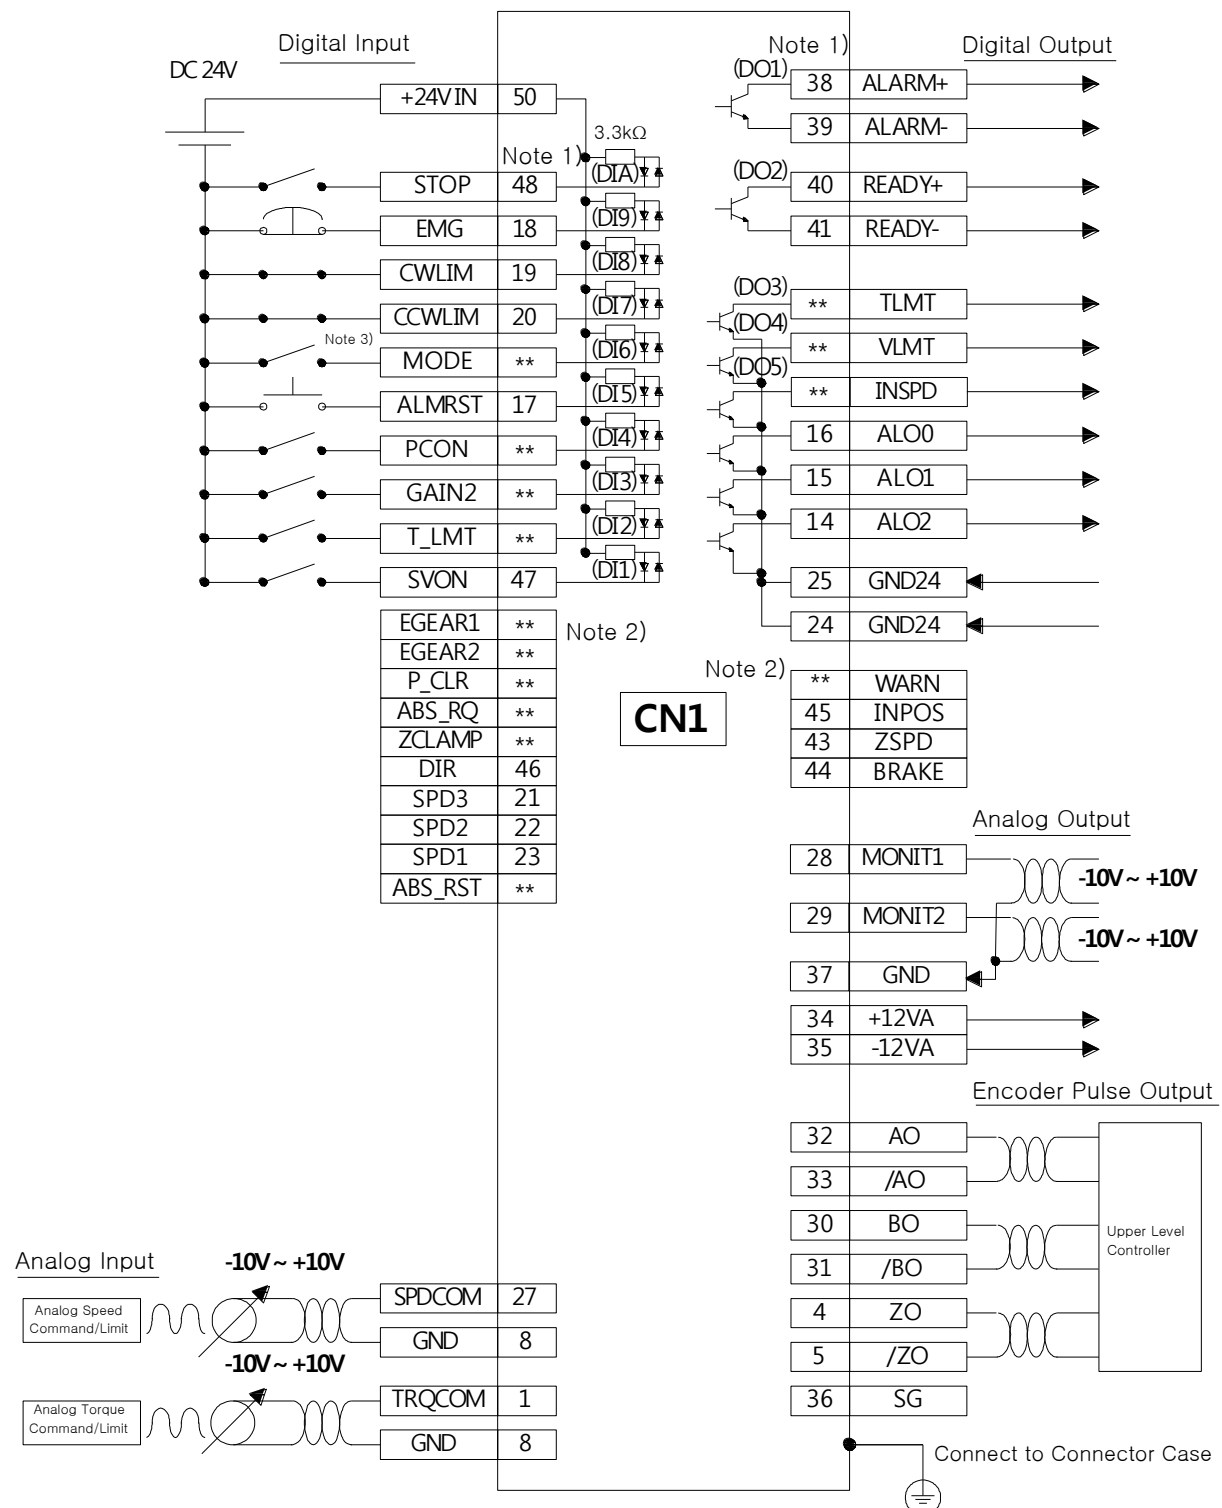 Digital Input
DC 24V
+24VIN 50
3.3kΩ
Note 1)
STOP 48 (DIA)
EMG 18 (DI9)
CWLIM 19 (DI8)
CCWLIM 20 (DI7)
Note 3)
MODE ** (DI6)
ALMRST 17 (DI5)
PCON ** (DI4)
GAIN2 ** (DI3)
T_LMT ** (DI2)
SVON 47 (DI1)
EGEAR1 **
Note 2)
EGEAR2 **
P_CLR **
ABS_RQ **
ZCLAMP **
DIR 46
SPD3 21
SPD2 22
SPD1 23
ABS_RST **
CN1
Note 1)
Digital Output
(DO1) 38 ALARM+
39 ALARM-
(DO2) 40 READY+
41 READY-
(DO3) ** TLMT
(DO4) ** VLMT
(DO5) ** INSPD
16 ALO0
15 ALO1
14 ALO2
25 GND24
24 GND24
Note 2)
** WARN
45 INPOS
43 ZSPD
44 BRAKE
Analog Output
28 MONIT1
-10V ~ +10V
29 MONIT2
-10V ~ +10V
37 GND
34 +12VA
35 -12VA
Encoder Pulse Output
32 AO
33 /AO
30 BO
31 /BO
4 ZO
5 /ZO
36 SG
Upper Level
Controller
Connect to Connector Case
Analog Input
-10V ~ +10V
Analog Speed
Command/Limit
SPDCOM 27
GND 8
-10V ~ +10V
Analog Torque
Command/Limit
TRQCOM 1
GND 8